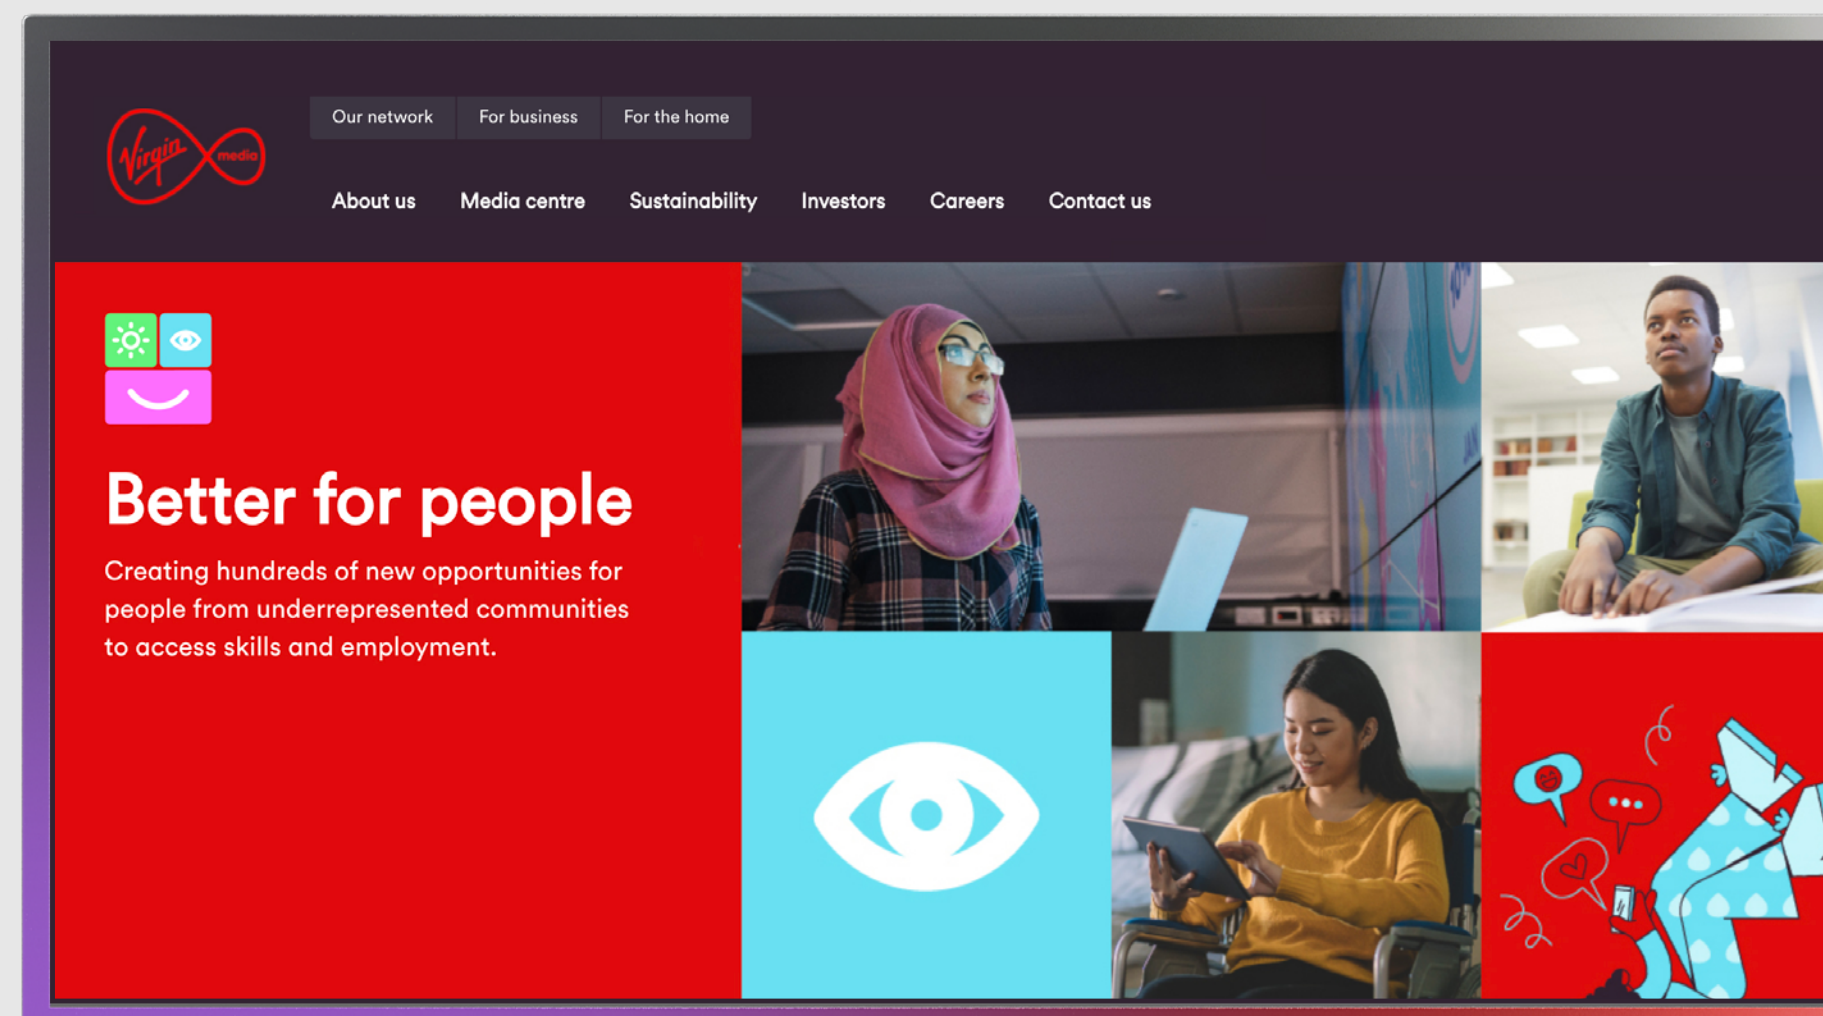 Our network
For business
For the home
Virgin
media
About us
Media centre
Sustainability
Investors
Careers
Contact us
Better for people
Creating hundreds of new opportunities for
people from underrepresented communities
to access skills and employment.